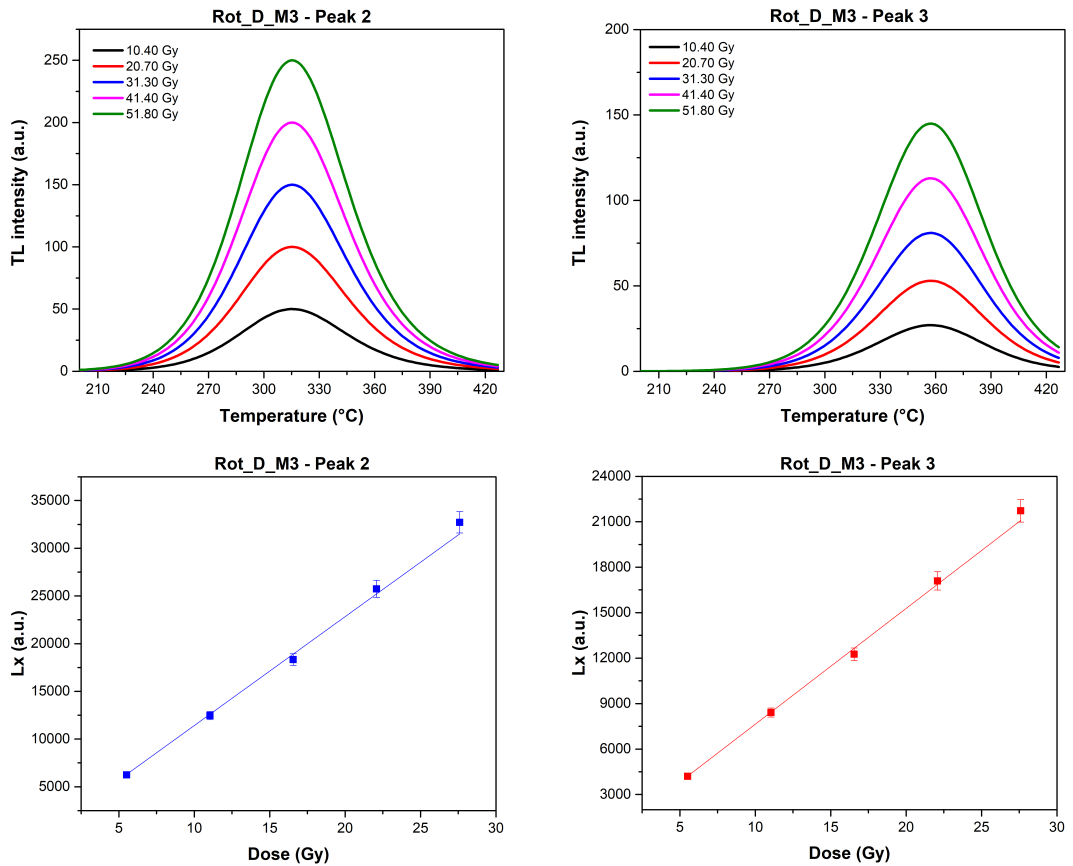 Rot_D_M3 - Peak 2
TL intensity (a.u.)
250
200
150
100
50
0
10.40 Gy
20.70 Gy
31.30 Gy
41.40 Gy
51.80 Gy
210 240 270 300 330 360 390 420
Temperature (°C)
Rot_D_M3 - Peak 3
TL intensity (a.u.)
200
150
100
50
0
10.40 Gy
20.70 Gy
31.30 Gy
41.40 Gy
51.80 Gy
210 240 270 300 330 360 390 420
Temperature (°C)
Rot_D_M3 - Peak 2
Lx (a.u.)
35000
30000
25000
20000
15000
10000
5000
5 10 15 20 25 30
Dose (Gy)
Rot_D_M3 - Peak 3
Lx (a.u.)
24000
21000
18000
15000
12000
9000
6000
3000
5 10 15 20 25 30
Dose (Gy)